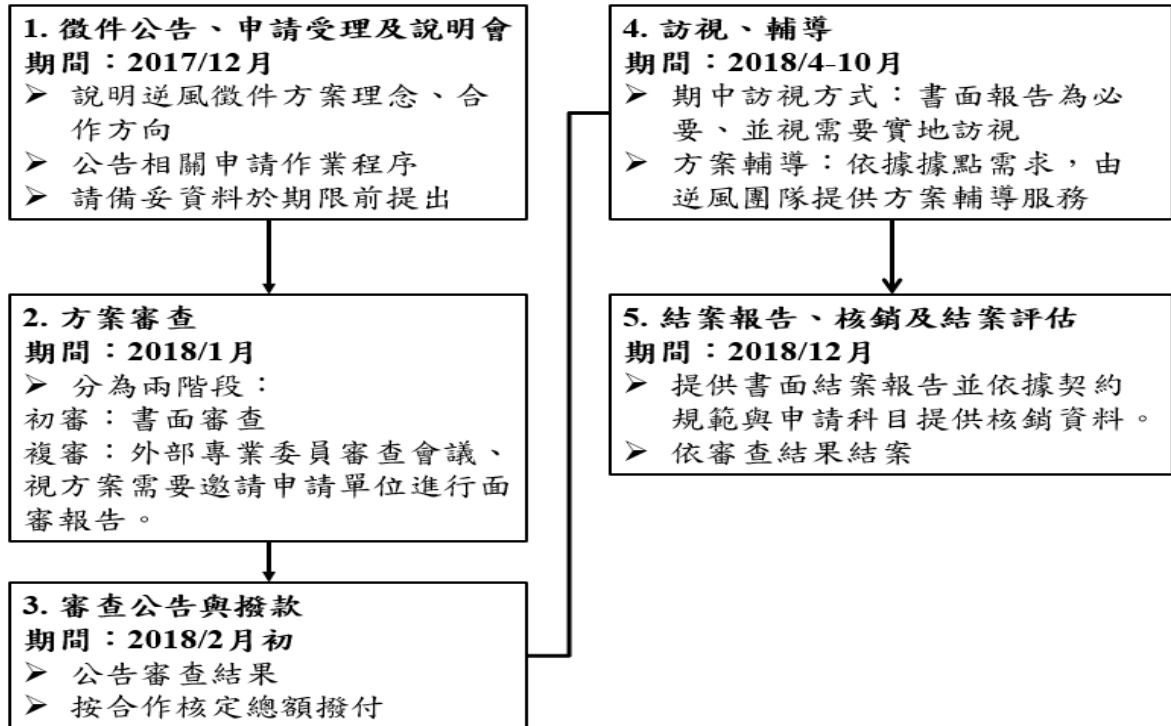 1. 徵件公告、申請受理及說明會
期間：2017/12月
➢ 說明逆風徵件方案理念、合
作方向
➢ 公告相關申請作業程序
➢ 請備妥資料於期限前提出
2. 方案審查
期間：2018/1月
➢ 分為兩階段：
初審：書面審查
複審：外部專業委員審查會議、
視方案需要邀請申請單位進行面
審報告。
3. 審查公告與撥款
期間：2018/2月初
➢ 公告審查結果
➢ 按合作核定總額撥付
4. 訪視、輔導
期間：2018/4-10月
➢ 期中訪視方式：書面報告為必
要、並視需要實地訪視
➢ 方案輔導：依據據點需求，由
逆風團隊提供方案輔導服務
5. 結案報告、核銷及結案評估
期間：2018/12月
➢ 提供書面結案報告並依據契約
規範與申請科目提供核銷資料。
➢ 依審查結果結案